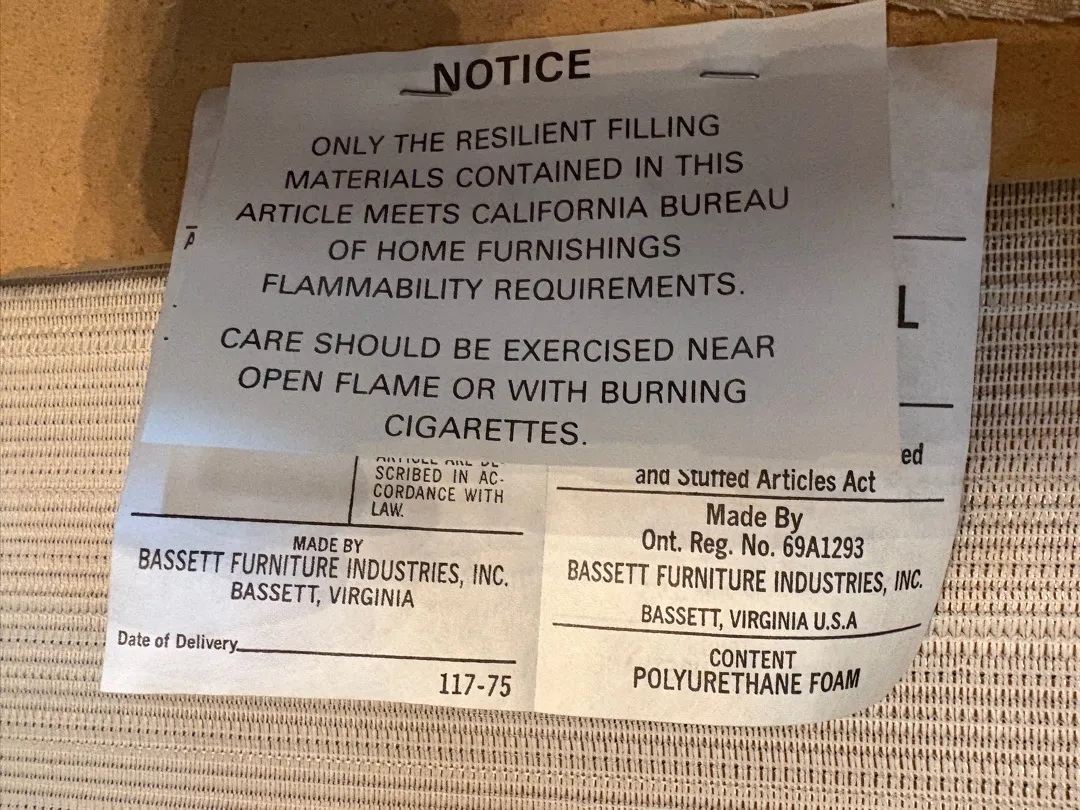 NOTICE
ONLY THE RESILIENT FILLING
MATERIALS CONTAINED IN THIS
ARTICLE MEETS CALIFORNIA BUREAU
OF HOME FURNISHINGS
FLAMMABILITY REQUIREMENTS.
CARE SHOULD BE EXERCISED NEAR
OPEN FLAME OR WITH BURNING
CIGARETTES.
SCRIBED IN AC-
CORDANCE WITH
LAW.
MADE BY
BASSETT FURNITURE INDUSTRIES, INC.
BASSETT, VIRGINIA
Date of Delivery
117-75
L
ed
and Stuffed Articles Act
Made By
Ont. Reg. No. 69A1293
BASSETT FURNITURE INDUSTRIES, INC.
BASSETT, VIRGINIA U.S.A
CONTENT
POLYURETHANE FOAM